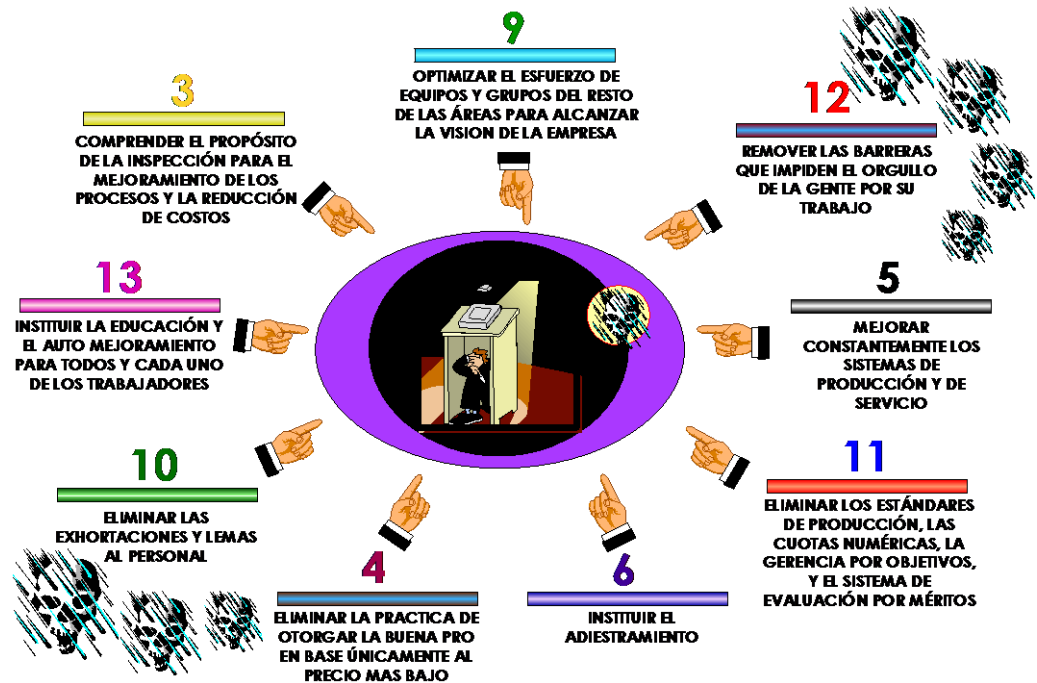 9
OPTIMIZAR EL ESFUERZO DE
EQUIPOS Y GRUPOS DEL RESTO
DE LAS ÁREAS PARA ALCANZAR
LA VISION DE LA EMPRESA
3
COMPRENDER EL PROPÓSITO
DE LA INSPECCIÓN PARA EL
MEJORAMIENTO DE LOS
PROCESOS Y LA REDUCCIÓN
DE COSTOS
12
REMOVER LAS BARRERAS
QUE IMPIDEN EL ORGULLO
DE LA GENTE POR SU
TRABAJO
13
INSTITUIR LA EDUCACIÓN Y
EL AUTO MEJORAMIENTO
PARA TODOS Y CADA UNO
DE LOS TRABAJADORES
5
MEJORAR
CONSTANTEMENTE LOS
SISTEMAS DE
PRODUCCIÓN Y DE
SERVICIO
10
ELIMINAR LAS
EXHORTACIONES Y LEMAS
AL PERSONAL
11
ELIMINAR LOS ESTÁNDARES
DE PRODUCCIÓN, LAS
CUOTAS NUMÉRICAS, LA
GERENCIA POR OBJETIVOS,
Y EL SISTEMA DE
EVALUACIÓN POR MÉRITOS
4
ELIMINAR LA PRACTICA DE
OTORGAR LA BUENA PRO
EN BASE ÚNICAMENTE AL
PRECIO MAS BAJO
6
INSTITUIR EL
ADIESTRAMIENTO